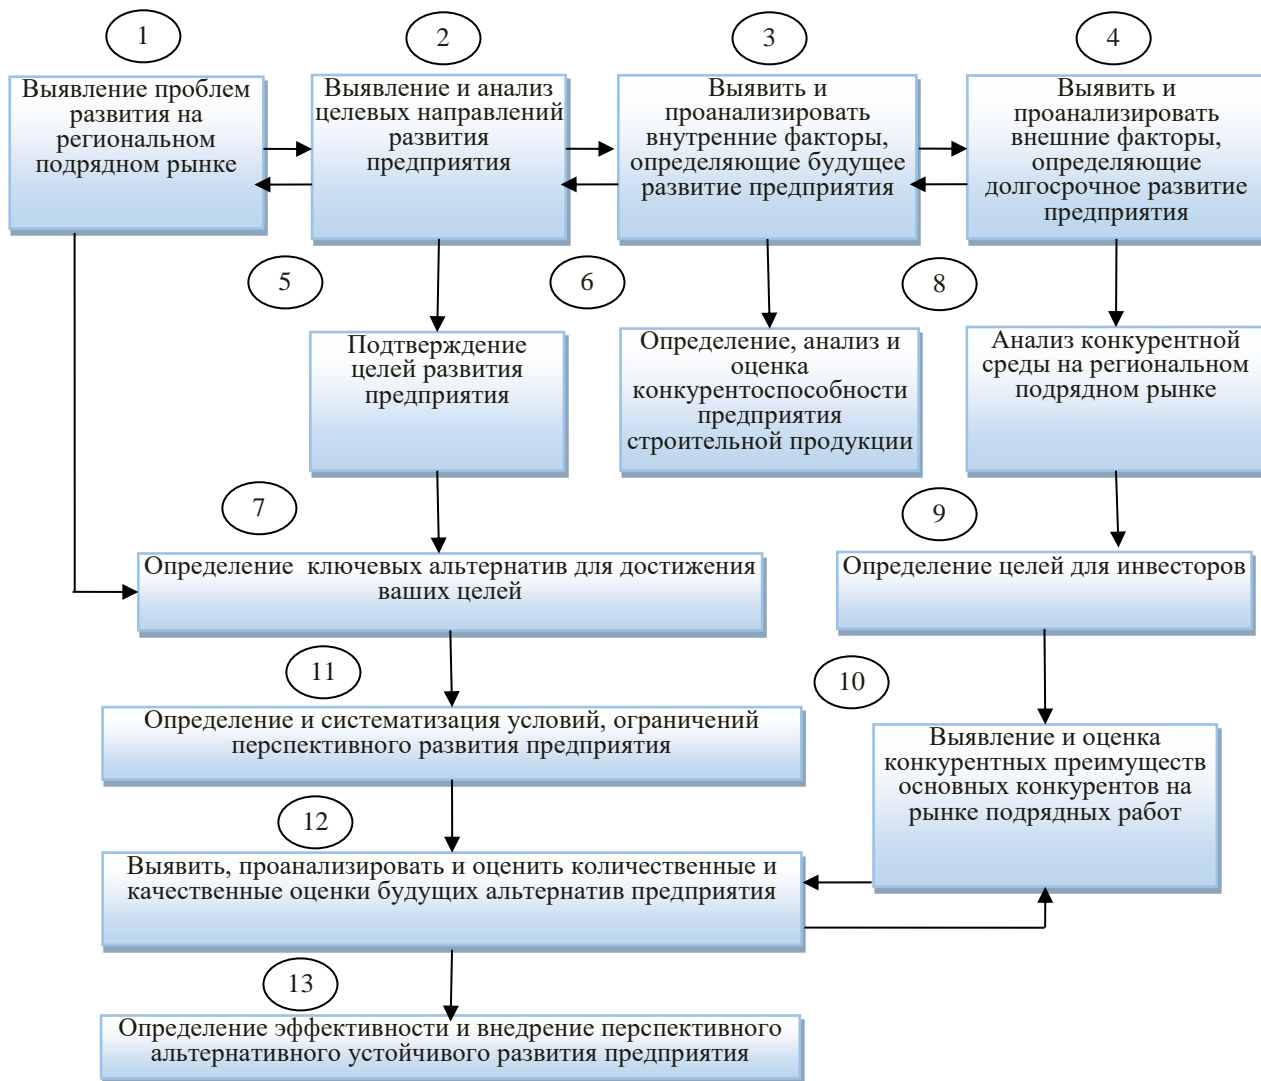 1
Выявление проблем
развития на
региональном
подрядном рынке
2
Выявление и анализ
целевых направлений
развития
предприятия
3
Выявить и
проанализировать
внутренние факторы,
определяющие будущее
развитие предприятия
4
Выявить и
проанализировать
внешние факторы,
определяющие
долгосрочное развитие
предприятия
5
Подтверждение
целей развития
предприятия
6
Определение, анализ и
оценка
конкурентоспособности
предприятия
строительной продукции
8
Анализ конкурентной
среды на региональном
подрядном рынке
7
Определение ключевых альтернатив для достижения
ваших целей
9
Определение целей для инвесторов
11
Определение и систематизация условий, ограничений
перспективного развития предприятия
10
Выявление и оценка
конкурентных преимуществ
основных конкурентов на
рынке подрядных работ
12
Выявить, проанализировать и оценить количественные и
качественные оценки будущих альтернатив предприятия
13
Определение эффективности и внедрение перспективного
альтернативного устойчивого развития предприятия